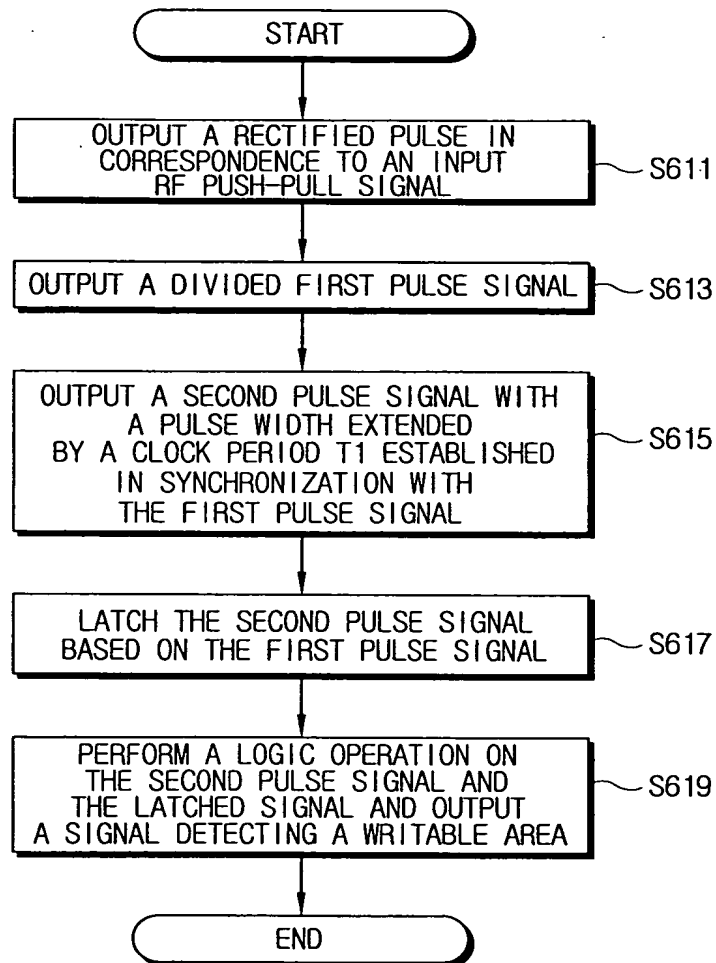 START
OUTPUT A RECTIFIED PULSE IN
CORRESPONDENCE TO AN INPUT
RF PUSH-PULL SIGNAL
S611
OUTPUT A DIVIDED FIRST PULSE SIGNAL
S613
OUTPUT A SECOND PULSE SIGNAL WITH
A PULSE WIDTH EXTENDED
BY A CLOCK PERIOD T1 ESTABLISHED
IN SYNCHRONIZATION WITH
THE FIRST PULSE SIGNAL
S615
LATCH THE SECOND PULSE SIGNAL
BASED ON THE FIRST PULSE SIGNAL
S617
PERFORM A LOGIC OPERATION ON
THE SECOND PULSE SIGNAL AND
THE LATCHED SIGNAL AND OUTPUT
A SIGNAL DETECTING A WRITABLE AREA
S619
END